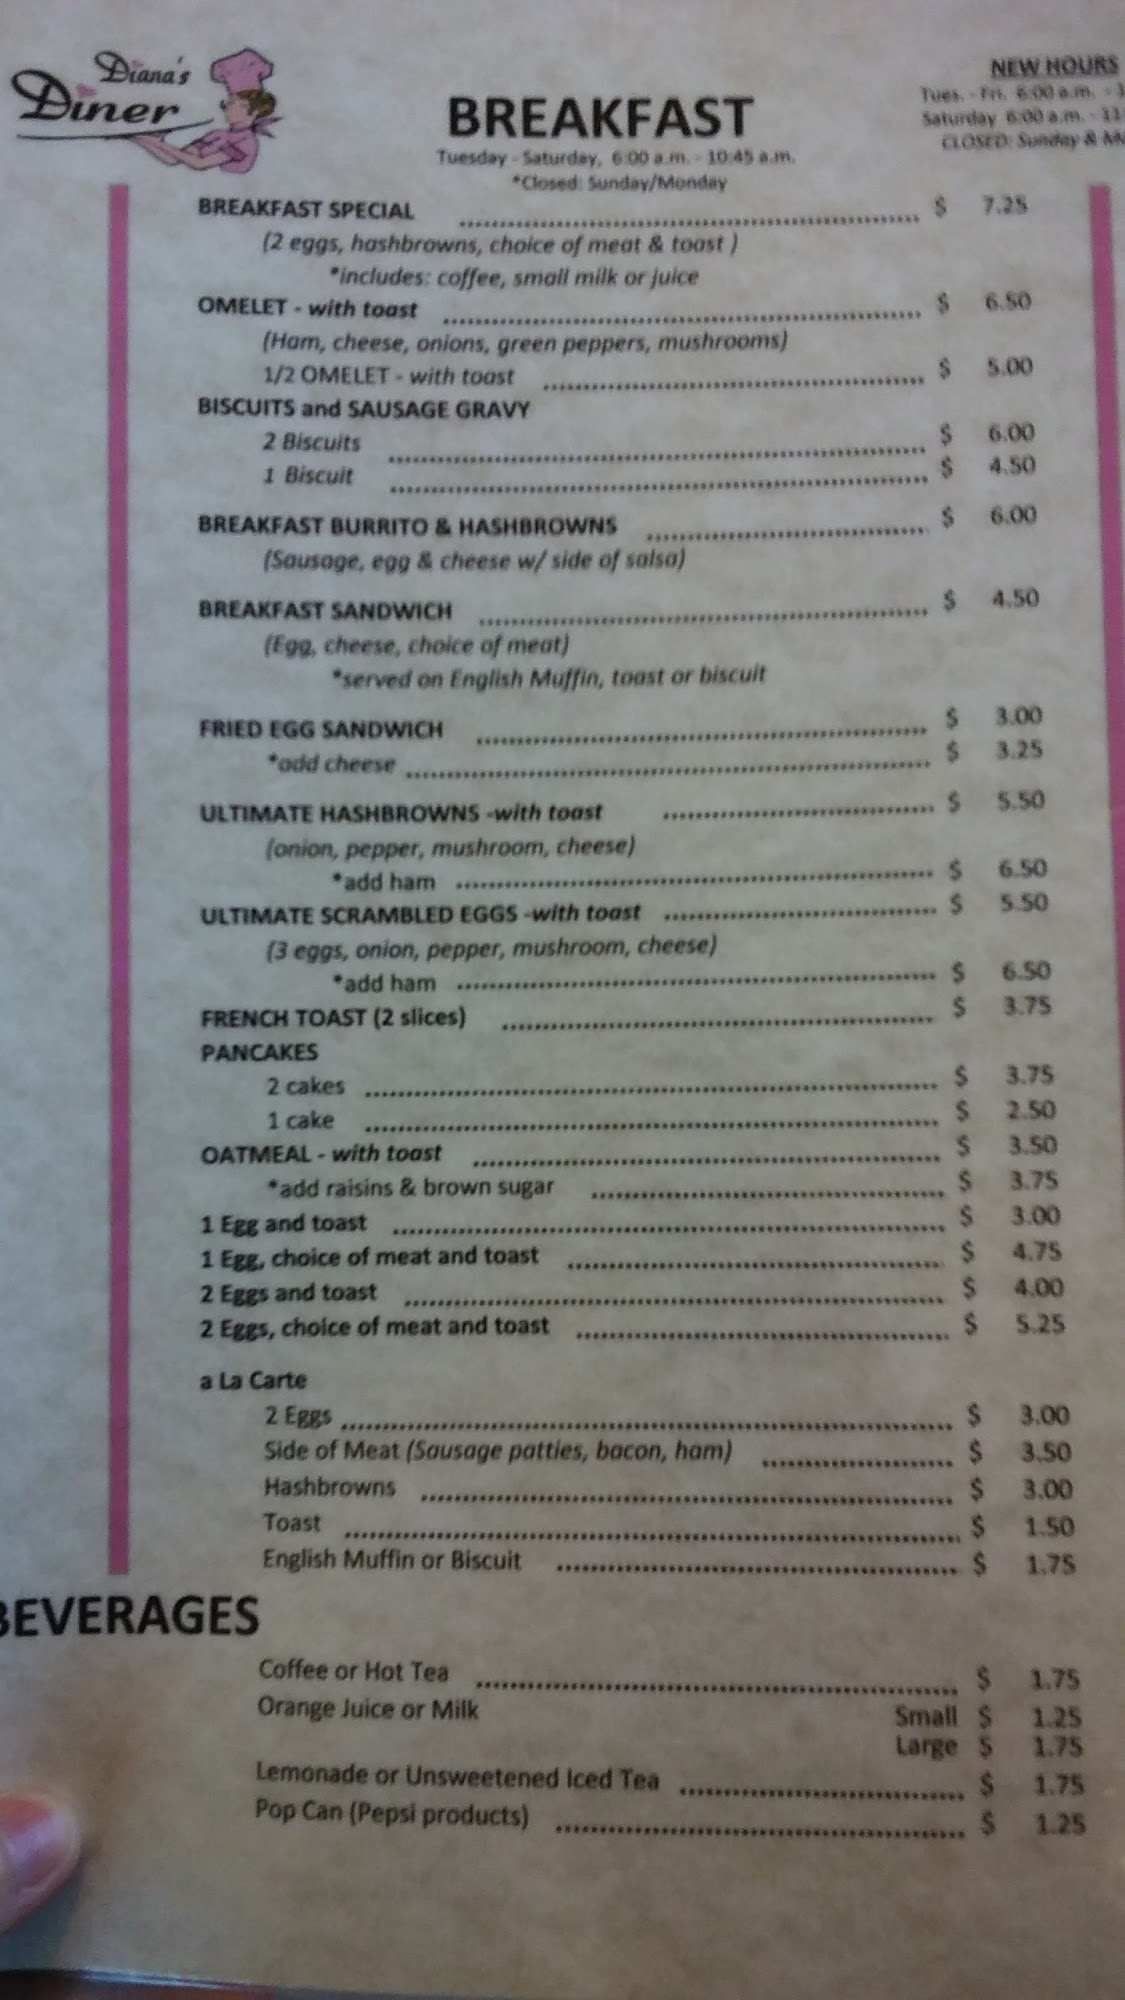 Diana's
Diner
BREAKFAST
Tuesday - Saturday, 6:00 a.m. - 10:45 a.m.
*Closed: Sunday/Monday
NEW HOURS
Tues. - Fri. 6:00 a.m. -
Saturday 6:00 a.m. - 11
CLOSED: Sunday &
BREAKFAST SPECIAL $ 7.25
(2 eggs, hashbrowns, choice of meat & toast )
*includes: coffee, small milk or juice
OMELET - with toast $ 6.50
(Ham, cheese, onions, green peppers, mushrooms)
1/2 OMELET - with toast $ 5.00
BISCUITS and SAUSAGE GRAVY
2 Biscuits $ 6.00
1 Biscuit $ 4.50
BREAKFAST BURRITO & HASHBROWNS $ 6.00
(Sausage, egg & cheese w/ side of salsa)
BREAKFAST SANDWICH $ 4.50
(Egg, cheese, choice of meat)
*served on English Muffin, toast or biscuit
FRIED EGG SANDWICH $ 3.00
*add cheese $ 3.25
ULTIMATE HASHBROWNS -with toast $ 5.50
(onion, pepper, mushroom, cheese)
*add ham $ 6.50
ULTIMATE SCRAMBLED EGGS -with toast $ 5.50
(3 eggs, onion, pepper, mushroom, cheese)
*add ham $ 6.50
FRENCH TOAST (2 slices) $ 3.75
PANCAKES
2 cakes $ 3.75
1 cake $ 2.50
OATMEAL - with toast $ 3.50
*add raisins & brown sugar $ 3.75
1 Egg and toast $ 3.00
1 Egg, choice of meat and toast $ 4.75
2 Eggs and toast $ 4.00
2 Eggs, choice of meat and toast $ 5.25
a La Carte
2 Eggs $ 3.00
Side of Meat (Sausage patties, bacon, ham) $ 3.50
Hashbrowns $ 3.00
Toast $ 1.50
English Muffin or Biscuit $ 1.75
BEVERAGES
Coffee or Hot Tea $ 1.75
Orange Juice or Milk Small $ 1.25
Large $ 1.75
Lemonade or Unsweetened Iced Tea $ 1.75
Pop Can (Pepsi products) $ 1.25